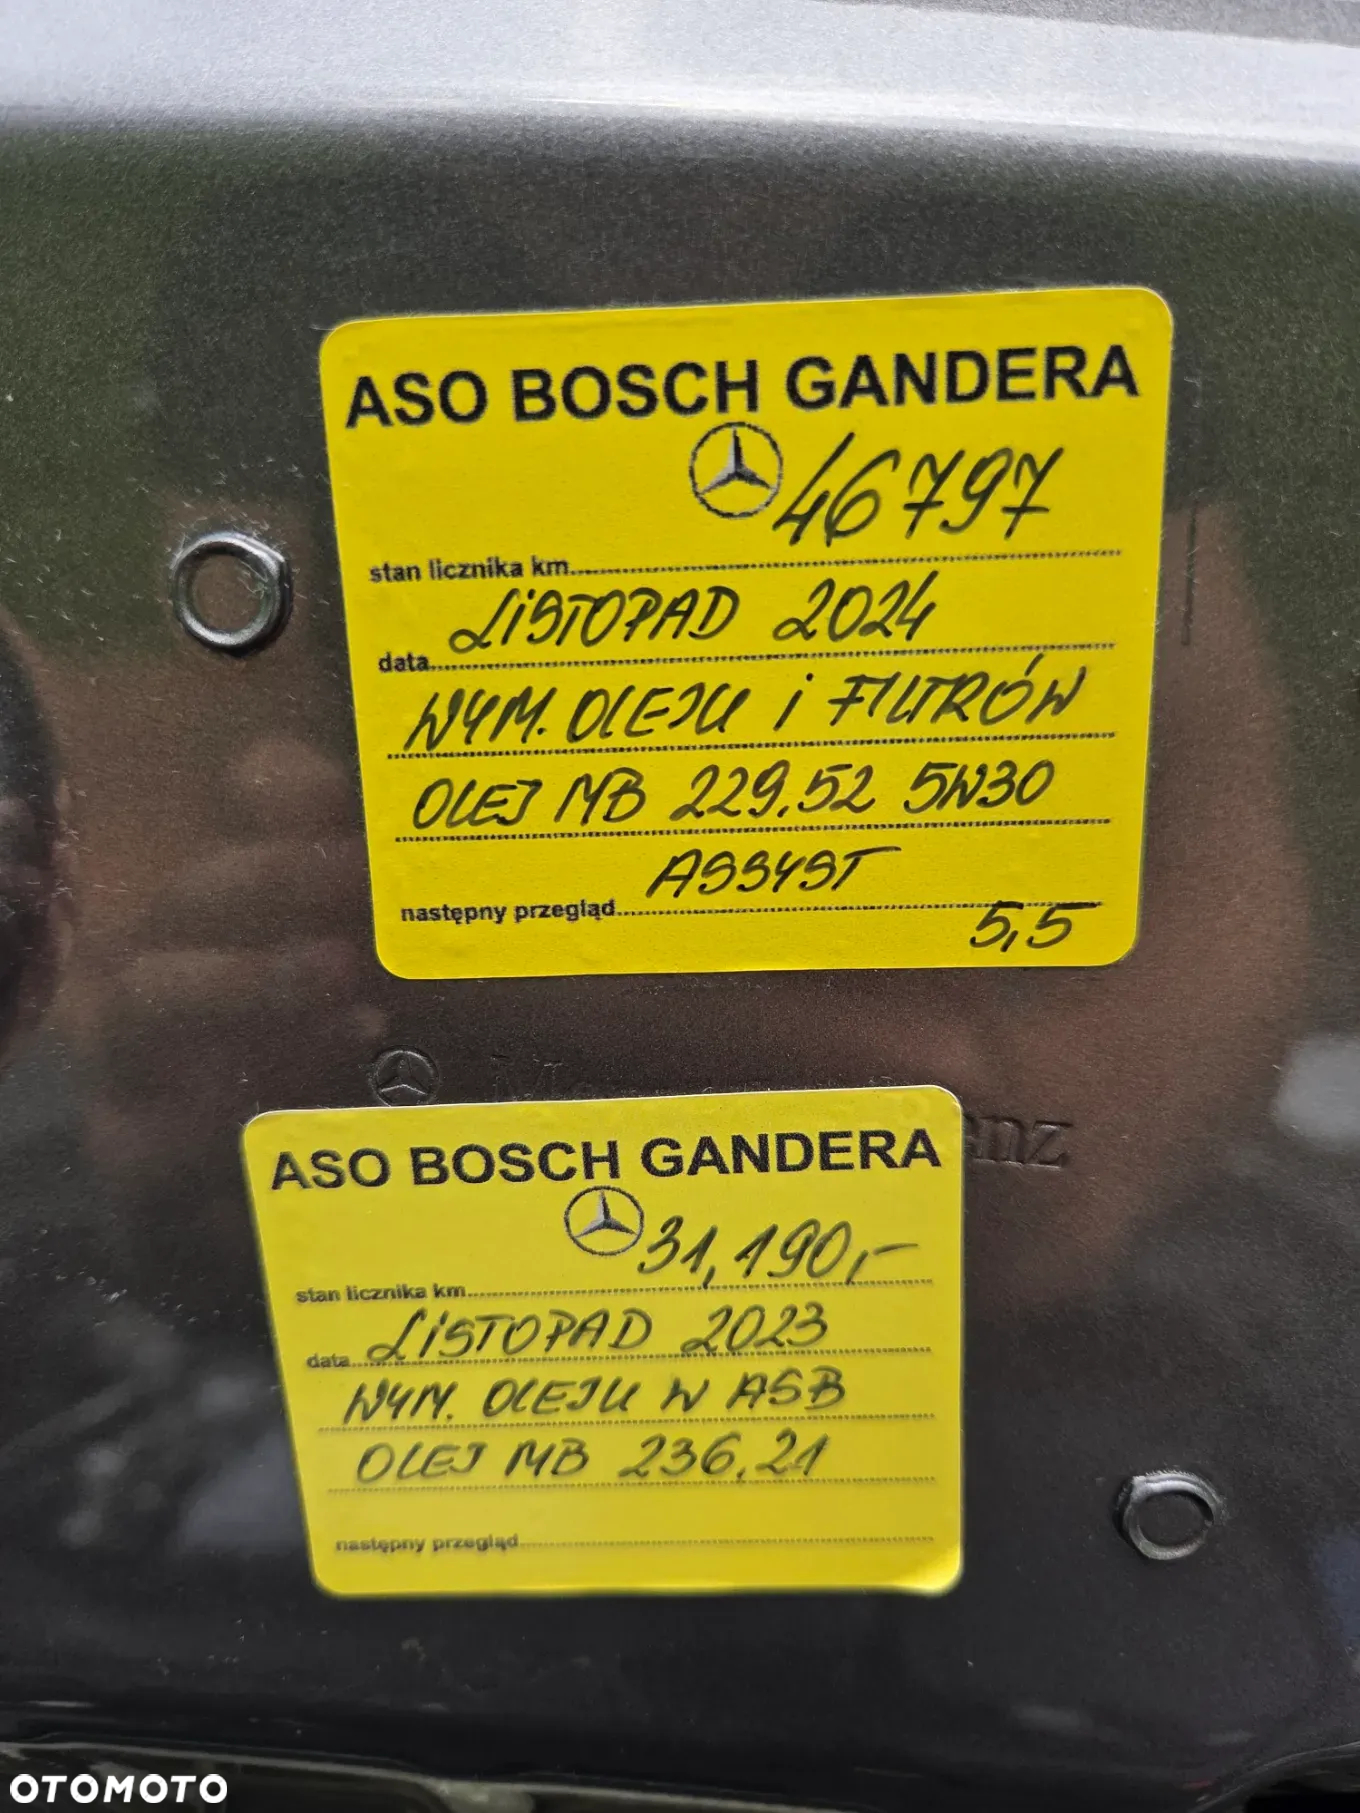 ASO BOSCH GANDERA
46797
stan licznika km
LISTOPAD 2024
data
WYM. OLEJU i FILTRÓW
OLEJ MB 229.52 5W30
ASSYST
następny przegląd
5,5
enz
ASO BOSCH GANDERA
31,190,-
stan licznika km
LISTOPAD 2023
data
WYM. OLEJU W ASB
OLEJ MB 236.21
następny przegląd
OTOMOTO